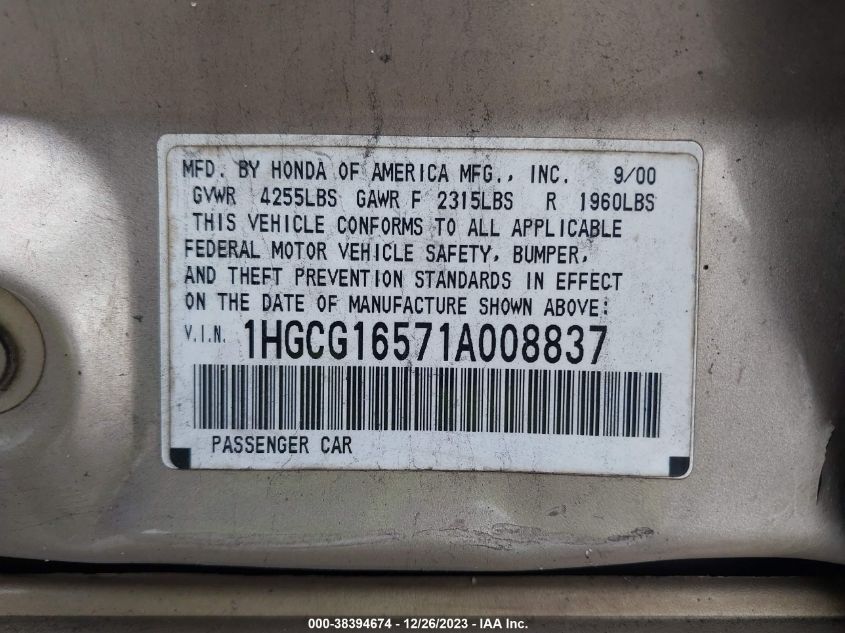 MFD. BY HONDA OF AMERICA MFG., INC. 9/00
GVWR 4255LBS GAWR F 2315LBS R 1960LBS
THIS VEHICLE CONFORMS TO ALL APPLICABLE
FEDERAL MOTOR VEHICLE SAFETY, BUMPER,
AND THEFT PREVENTION STANDARDS IN EFFECT
ON THE DATE OF MANUFACTURE SHOWN ABOVE:
V.I.N. 1HGCG16571A008837
PASSENGER CAR
000-38394674 - 12/26/2023 - IAA Inc.